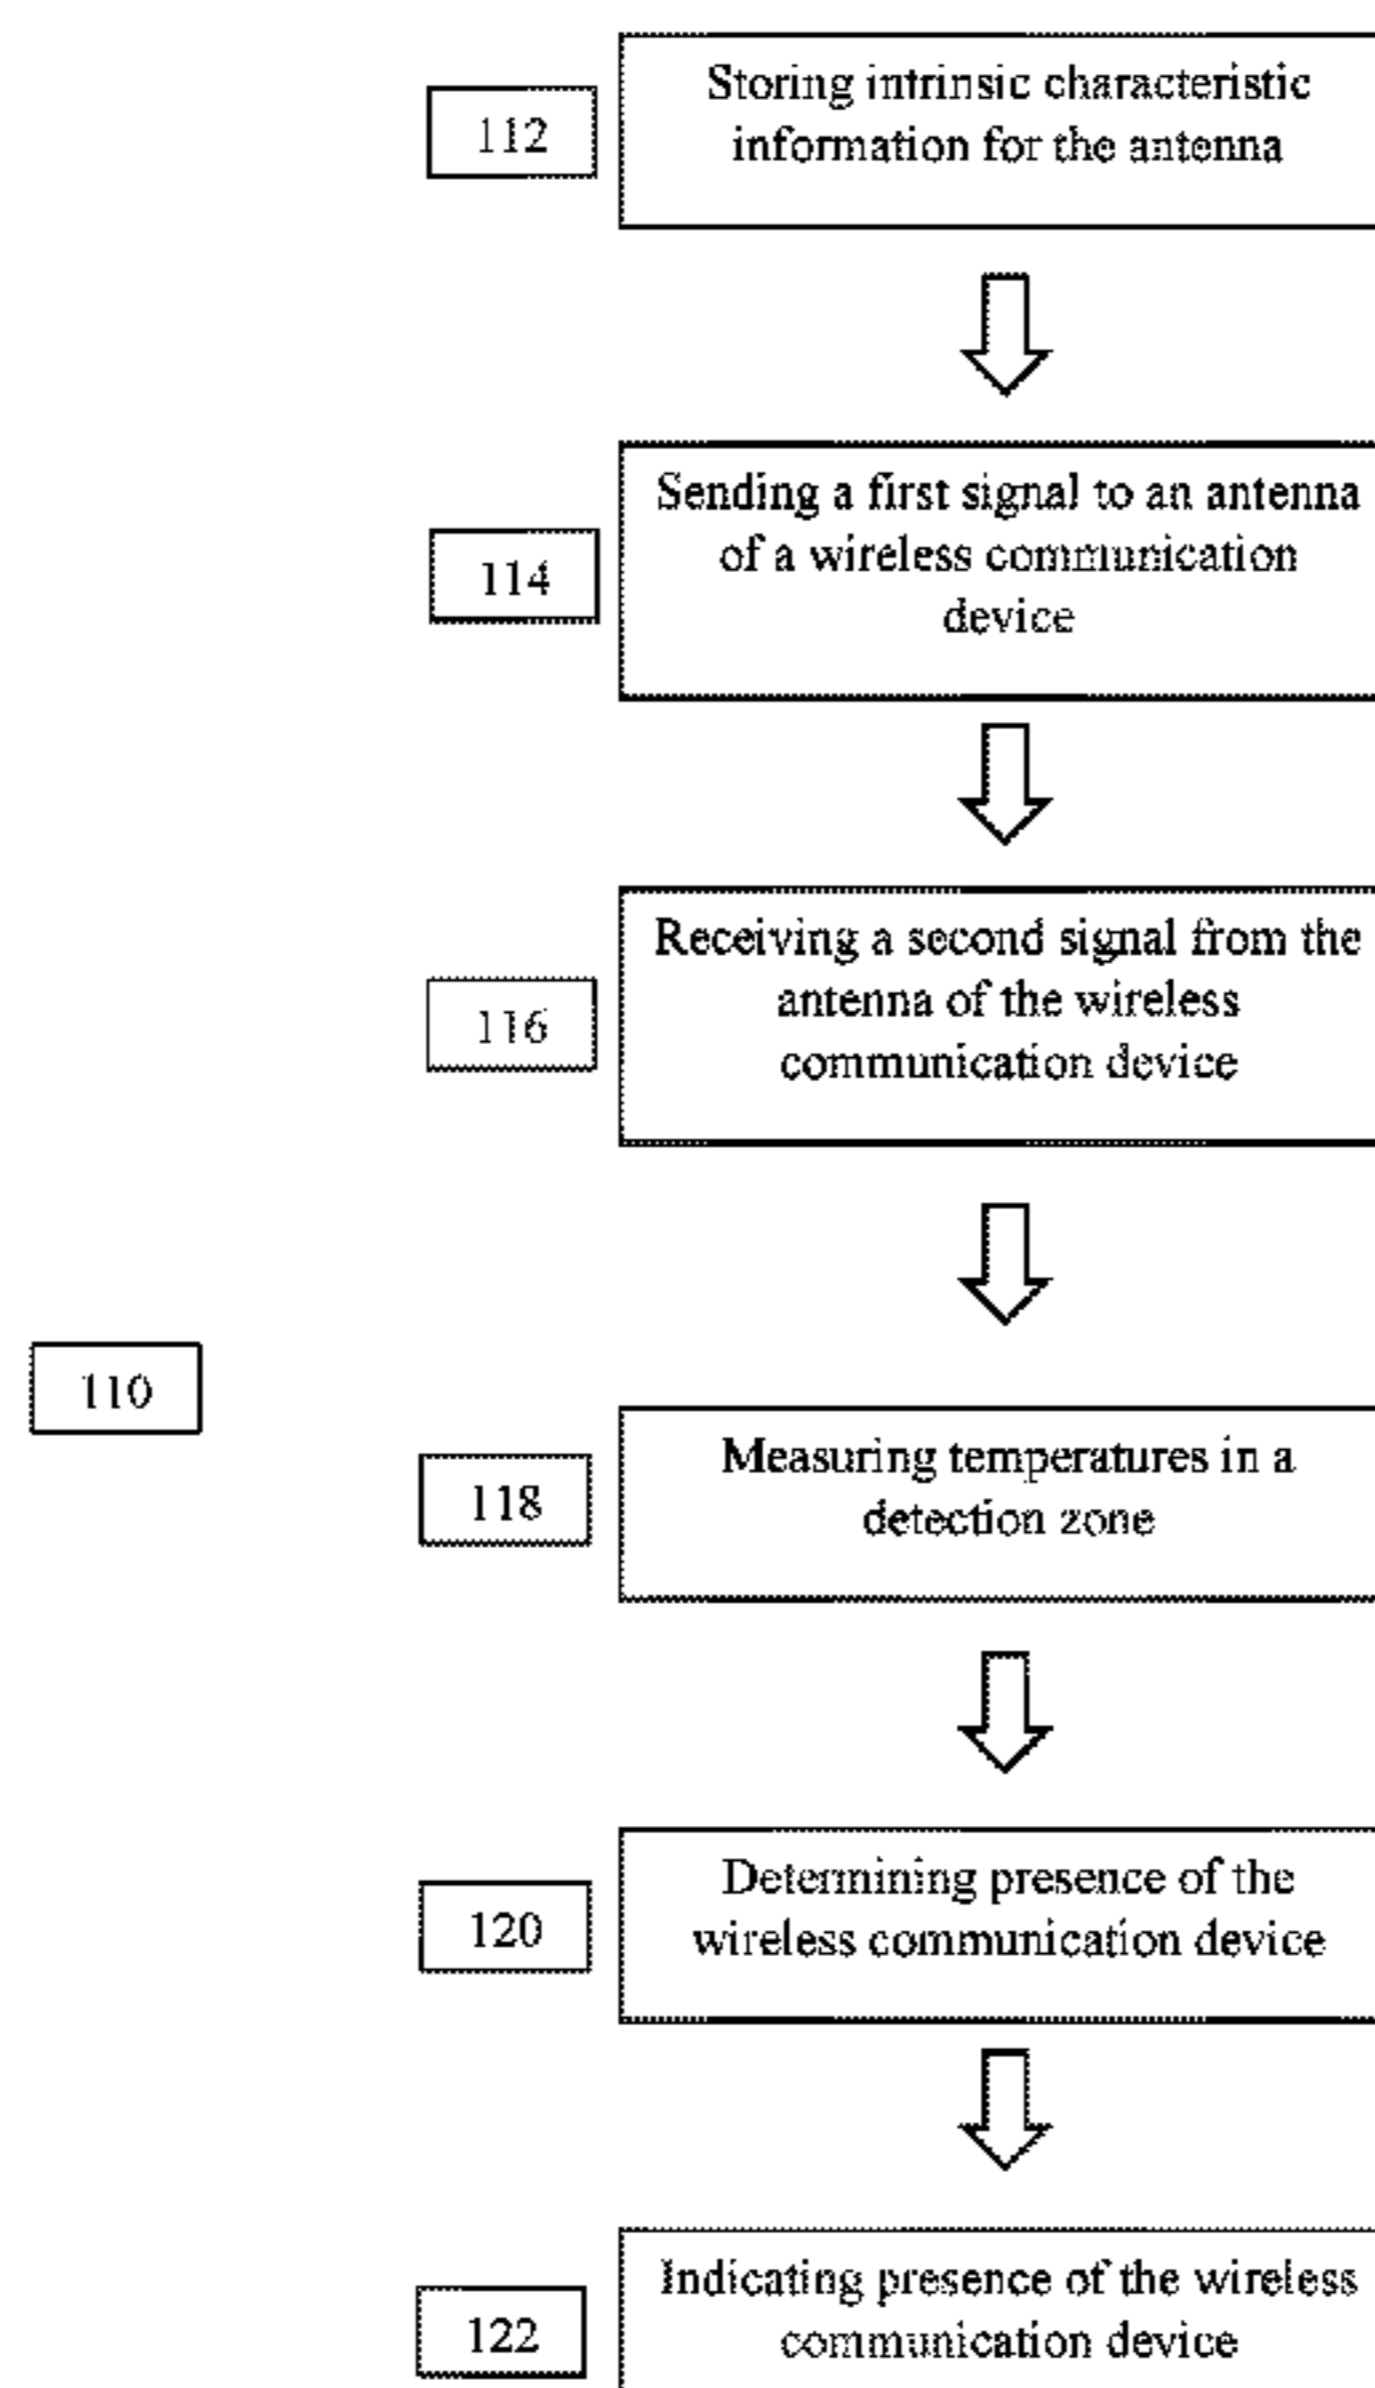 112
Storing intrinsic characteristic
information for the antenna
114
Sending a first signal to an antenna
of a wireless communication
device
116
Receiving a second signal from the
antenna of the wireless
communication device
110
118
Measuring temperatures in a
detection zone
120
Determining presence of the
wireless communication device
122
Indicating presence of the wireless
communication device